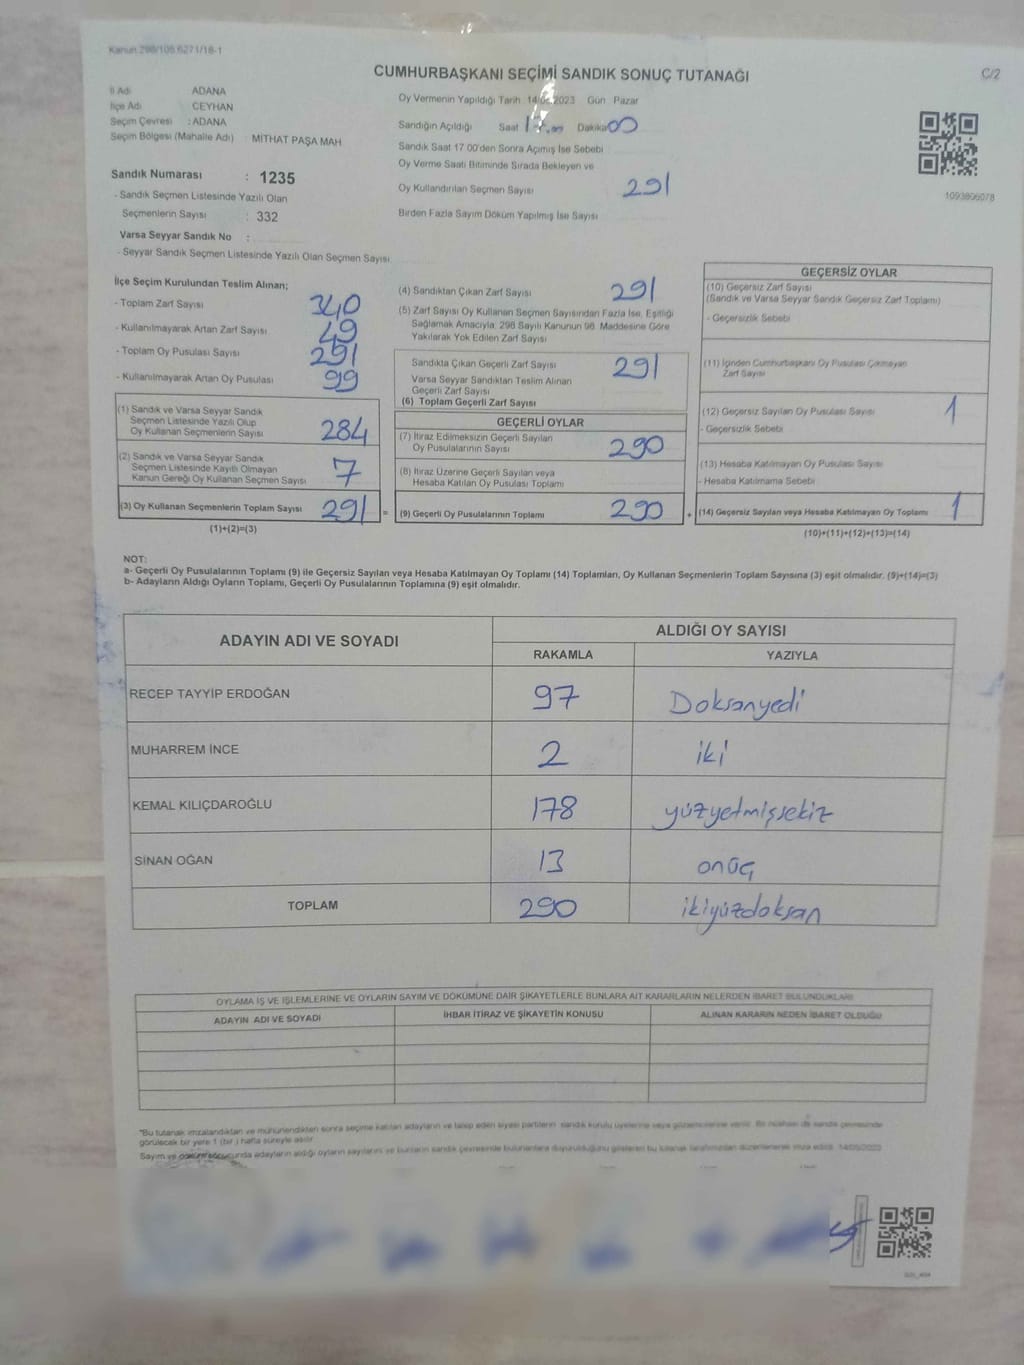 Kanun 298/105.6271/18-1
CUMHURBAŞKANI SEÇİMİ SANDIK SONUÇ TUTANAĞI
C/2
İl Adı : ADANA
İlçe Adı : CEYHAN
Seçim Çevresi : ADANA
Seçim Bölgesi (Mahalle Adı) : MİTHAT PAŞA MAH
Sandık Numarası : 1235
- Sandık Seçmen Listesinde Yazılı Olan
Seçmenlerin Sayısı : 332
Varsa Seyyar Sandık No :
- Seyyar Sandık Seçmen Listesinde Yazılı Olan Seçmen Sayısı
Oy Vermenin Yapıldığı Tarih 14.05.2023 Gün Pazar
Sandığın Açıldığı Saat 17.00 Dakika 00
Sandık Saat 17 00'den Sonra Açımış İse Sebebi
Oy Verme Saati Bitiminde Sırada Bekleyen ve
Oy Kullandırılan Seçmen Sayısı 291
Birden Fazla Sayım Döküm Yapılmış İse Sayısı
1093806078
İlçe Seçim Kurulundan Teslim Alınan;
- Toplam Zarf Sayısı 340
- Kullanılmayarak Artan Zarf Sayısı 49
- Toplam Oy Pusulası Sayısı 291
- Kullanılmayarak Artan Oy Pusulası 99
(1) Sandık ve Varsa Seyyar Sandık
Seçmen Listesinde Yazılı Olup
Oy Kullanan Seçmenlerin Sayısı 284
(2) Sandık ve Varsa Seyyar Sandık
Seçmen Listesinde Kayıtlı Olmayan
Kanun Gereği Oy Kullanan Seçmen Sayısı 7
(3) Oy Kullanan Seçmenlerin Toplam Sayısı 291 =
(1)+(2)=(3)
(4) Sandıktan Çıkan Zarf Sayısı 291
(5) Zarf Sayısı Oy Kullanan Seçmen Sayısından Fazla İse, Eşitliği
Sağlamak Amacıyla; 298 Sayılı Kanunun 98. Maddesine Göre
Yakılarak Yok Edilen Zarf Sayısı
Sandıkta Çıkan Geçerli Zarf Sayısı 291
Varsa Seyyar Sandıktan Teslim Alınan
Geçerli Zarf Sayısı
(6) Toplam Geçerli Zarf Sayısı
GEÇERLİ OYLAR
(7) İtiraz Edilmeksizin Geçerli Sayılan
Oy Pusulalarının Sayısı 290
(8) İtiraz Üzerine Geçerli Sayılan veya
Hesaba Katılan Oy Pusulası Toplamı
(9) Geçerli Oy Pusulalarının Toplamı 290 +
GEÇERSİZ OYLAR
(10) Geçersiz Zarf Sayısı
(Sandık ve Varsa Seyyar Sandık Geçersiz Zarf Toplamı)
- Geçersizlik Sebebi
(11) İçinden Cumhurbaşkanı Oy Pusulası Çıkmayan
Zarf Sayısı
(12) Geçersiz Sayılan Oy Pusulası Sayısı 1
- Geçersizlik Sebebi
(13) Hesaba Katılmayan Oy Pusulası Sayısı
- Hesaba Katılmama Sebebi
(14) Geçersiz Sayılan veya Hesaba Katılmayan Oy Toplamı 1
(10)+(11)+(12)+(13)=(14)
NOT:
a- Geçerli Oy Pusulalarının Toplamı (9) ile Geçersiz Sayılan veya Hesaba Katılmayan Oy Toplamı (14) Toplamları, Oy Kullanan Seçmenlerin Toplam Sayısına (3) eşit olmalıdır. (9)+(14)=(3)
b- Adayların Aldığı Oyların Toplamı, Geçerli Oy Pusulalarının Toplamına (9) eşit olmalıdır.
ADAYIN ADI VE SOYADI
ALDIĞI OY SAYISI
RAKAMLA YAZIYLA
RECEP TAYYİP ERDOĞAN 97 Doksanyedi
MUHARREM İNCE 2 iki
KEMAL KILIÇDAROĞLU 178 yüzyetmişsekiz
SİNAN OĞAN 13 onüç
TOPLAM 290 ikiyüzdoksan
OYLAMA İŞ VE İŞLEMLERİNE VE OYLARIN SAYIM VE DÖKÜMÜNE DAİR ŞİKAYETLERLE BUNLARA AİT KARARLARIN NELERDEN İBARET BULUNDUKLARI
ADAYIN ADI VE SOYADI İHBAR İTİRAZ VE ŞİKAYETİN KONUSU ALINAN KARARIN NEDEN İBARET OLDUĞU
*Bu tutanak imzalandıktan ve mühürlendikten sonra seçime katılan adayların ve talep eden siyasi partilerin sandık kurulu üyelerine veya gözlemcilerine verilir. Bir nüshası da sandık çevresinde
görülecek bir yere 1 (bir) hafta süreyle asılır.
Sayım ve dökümü sonucunda adayların aldığı oyların sayılarını ve bunların sandık çevresinde bulunanlara duyurulduğunu gösteren bu tutanak tarafımızdan düzenlenerek imza edildi. 14/05/2023